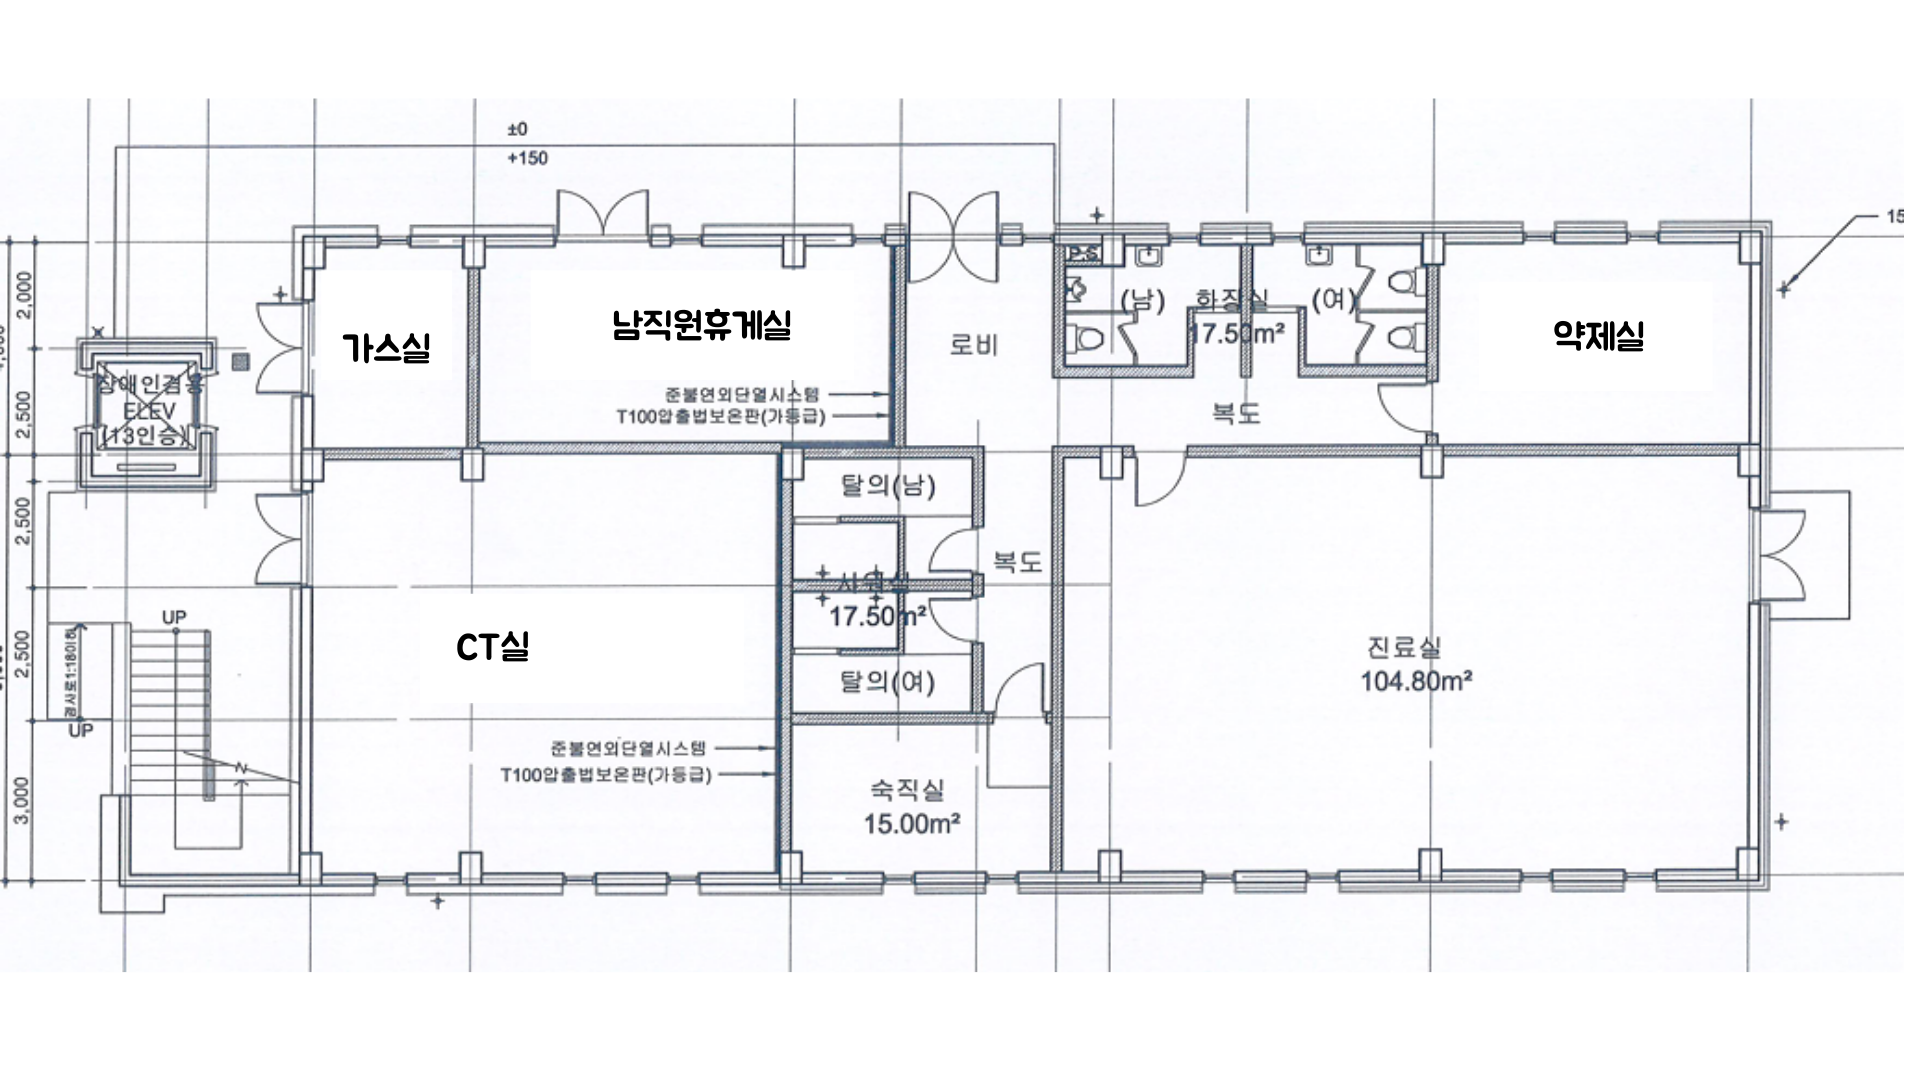 ±0
+150
15
P.S
(남)
화장실
(여)
17.50m²
남직원휴게실
가스실
로비
약제실
장애인겸용
ELEV
(13인승)
준불연외단열시스템
T100압출법보온판(가등급)
복도
2,000
2,500
2,500
2,500
3,000
탈의(남)
복도
샤워실
17.50m²
탈의(여)
UP
경사로1:18이하
UP
CT실
진료실
104.80m²
준불연외단열시스템
T100압출법보온판(가등급)
N
숙직실
15.00m²